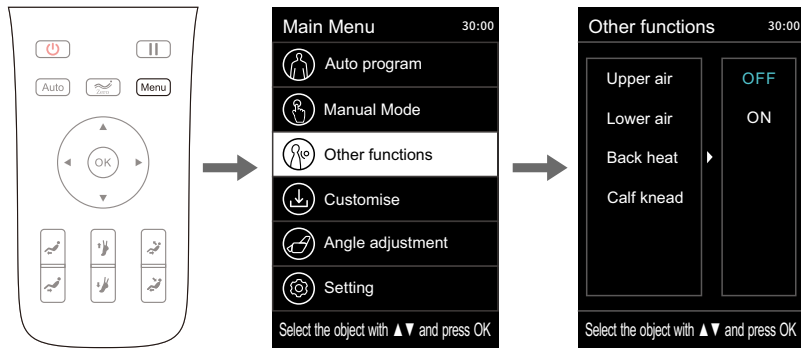 Auto
Zero
Menu
OK
Main Menu 30:00
Auto program
Manual Mode
Other functions
Customise
Angle adjustment
Setting
Select the object with ▲▼ and press OK
Other functions 30:00
Upper air OFF
Lower air ON
Back heat
Calf knead
Select the object with ▲▼ and press OK